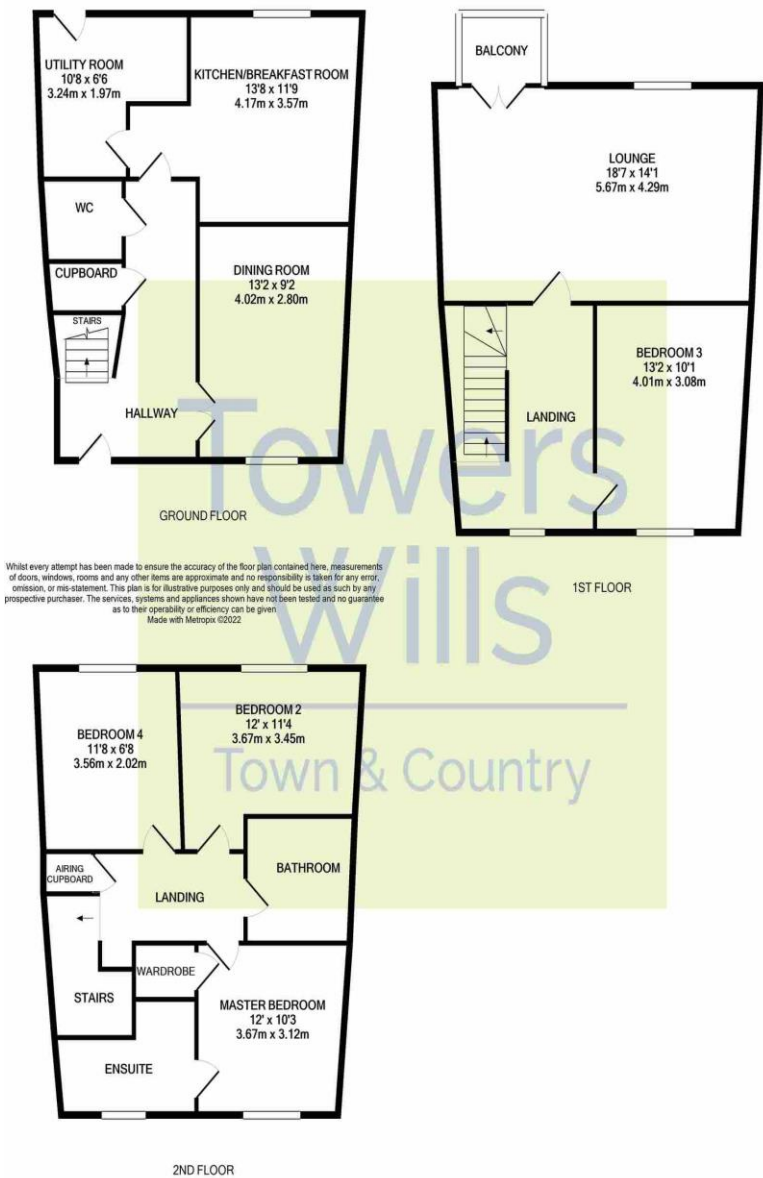 UTILITY ROOM
10'8 x 6'6
3.24m x 1.97m
KITCHEN/BREAKFAST ROOM
13'8 x 11'9
4.17m x 3.57m
WC
CUPBOARD
STAIRS
DINING ROOM
13'2 x 9'2
4.02m x 2.80m
HALLWAY
GROUND FLOOR
BALCONY
LOUNGE
18'7 x 14'1
5.67m x 4.29m
BEDROOM 3
13'2 x 10'1
4.01m x 3.08m
LANDING
1ST FLOOR
Towers
Wills
Town & Country
Whilst every attempt has been made to ensure the accuracy of the floor plan contained here, measurements
of doors, windows, rooms and any other items are approximate and no responsibility is taken for any error,
omission, or mis-statement. This plan is for illustrative purposes only and should be used as such by any
prospective purchaser. The services, systems and appliances shown have not been tested and no guarantee
as to their operability or efficiency can be given
Made with Metropix ©2022
BEDROOM 4
11'8 x 6'8
3.56m x 2.02m
BEDROOM 2
12' x 11'4
3.67m x 3.45m
BATHROOM
AIRING
CUPBOARD
LANDING
WARDROBE
STAIRS
MASTER BEDROOM
12' x 10'3
3.67m x 3.12m
ENSUITE
2ND FLOOR